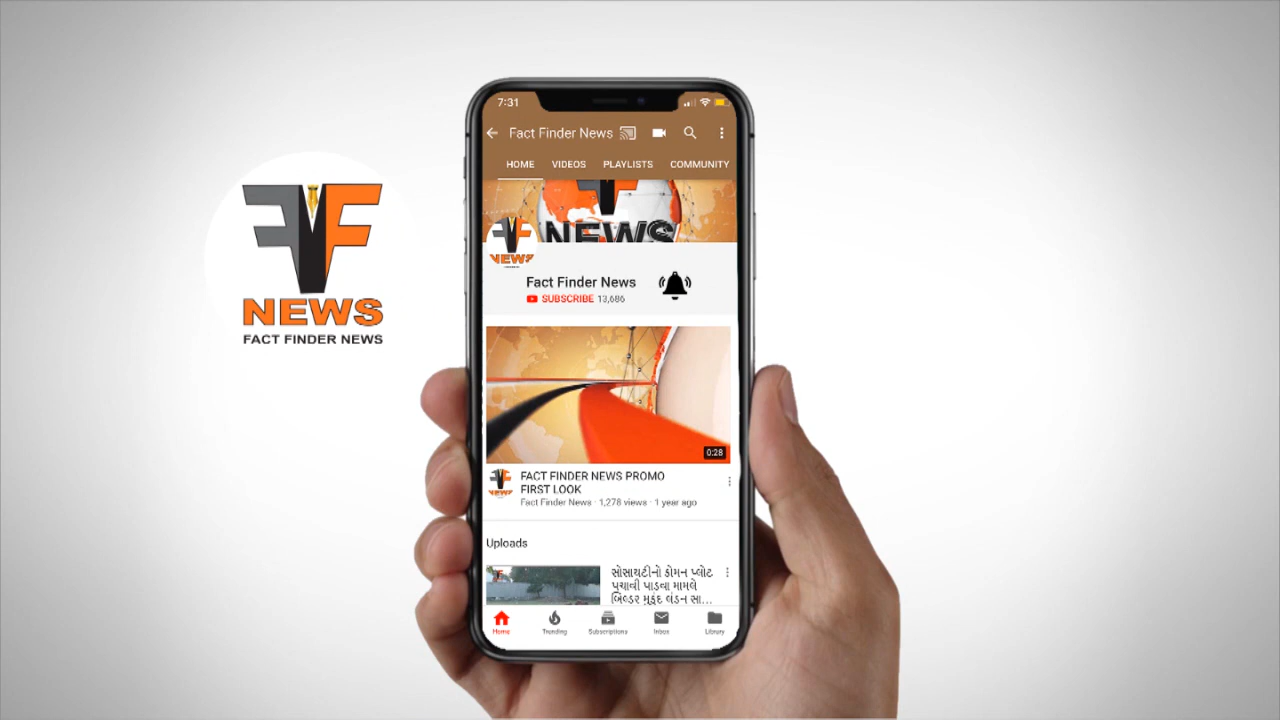 NEWS
FACT FINDER NEWS
7:31
Fact Finder News
HOME VIDEOS PLAYLISTS COMMUNITY
NEWS
NEWS
Fact Finder News
SUBSCRIBE 13,686
0:28
FACT FINDER NEWS PROMO
FIRST LOOK
Fact Finder News · 1,278 views · 1 year ago
Uploads
સોસાયટીનો કોમન પ્લોટ
પચાવી પાડવા મામલે
બિલ્ડર મુકુંદ લંડન સા...
Home Trending Subscriptions Inbox Library